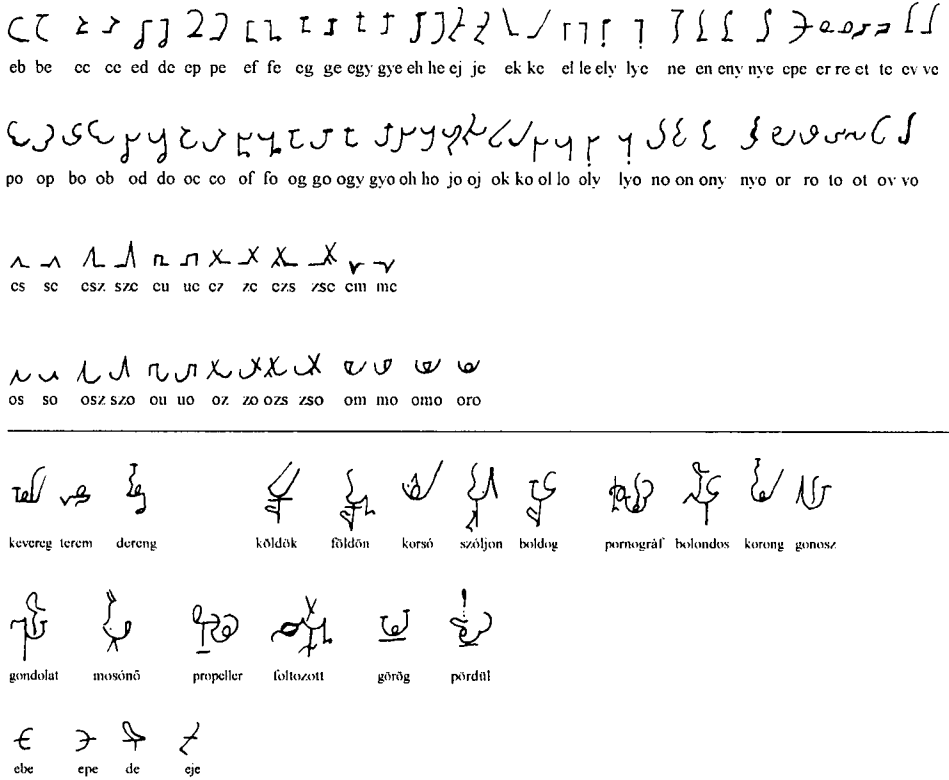 eb be ec ce ed de ep pe ef fe eg ge egy gye eh he ej je ek ke el le ely lye ne en eny nye epe er re et te ev ve
po op bo ob od do oc co of fo og go ogy gyo oh ho jo oj ok ko ol lo oly lyo no on ony nyo or ro to ot ov vo
es se esz sze eu ue ez ze ezs zse em me
os so osz szo ou uo oz zo ozs zso om mo omo oro
kevereg terem dereng köldök földön korsó szóljon boldog pornográf bolondos korong gonosz
gondolat mosónő propeller foltozott görög pördül
ebe epe de eje